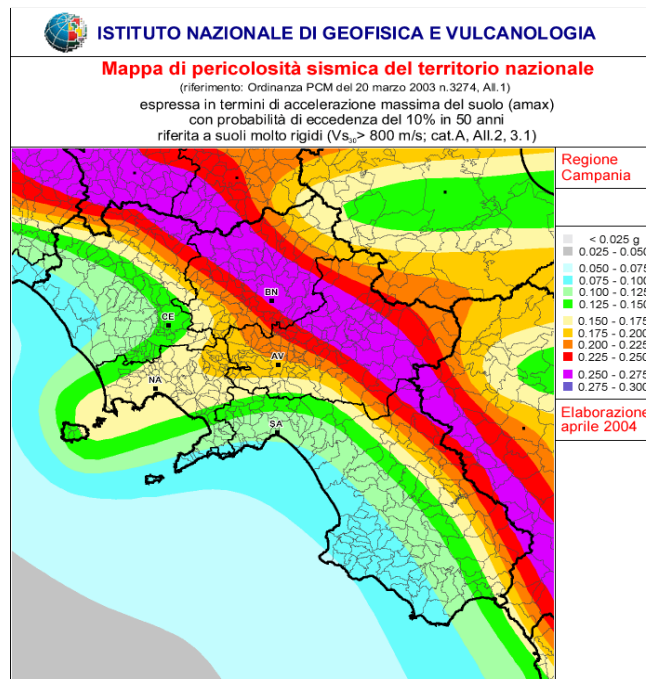 ISTITUTO NAZIONALE DI GEOFISICA E VULCANOLOGIA
Mappa di pericolosità sismica del territorio nazionale
(riferimento: Ordinanza PCM del 20 marzo 2003 n.3274, All.1)
espressa in termini di accelerazione massima del suolo (amax)
con probabilità di eccedenza del 10% in 50 anni
riferita a suoli molto rigidi (Vs₃₀> 800 m/s; cat.A, All.2, 3.1)
Regione
Campania
< 0.025 g
0.025 - 0.050
0.050 - 0.075
0.075 - 0.100
0.100 - 0.125
0.125 - 0.150
0.150 - 0.175
0.175 - 0.200
0.200 - 0.225
0.225 - 0.250
0.250 - 0.275
0.275 - 0.300
Elaborazione
aprile 2004
BN
CE
AV
NA
SA